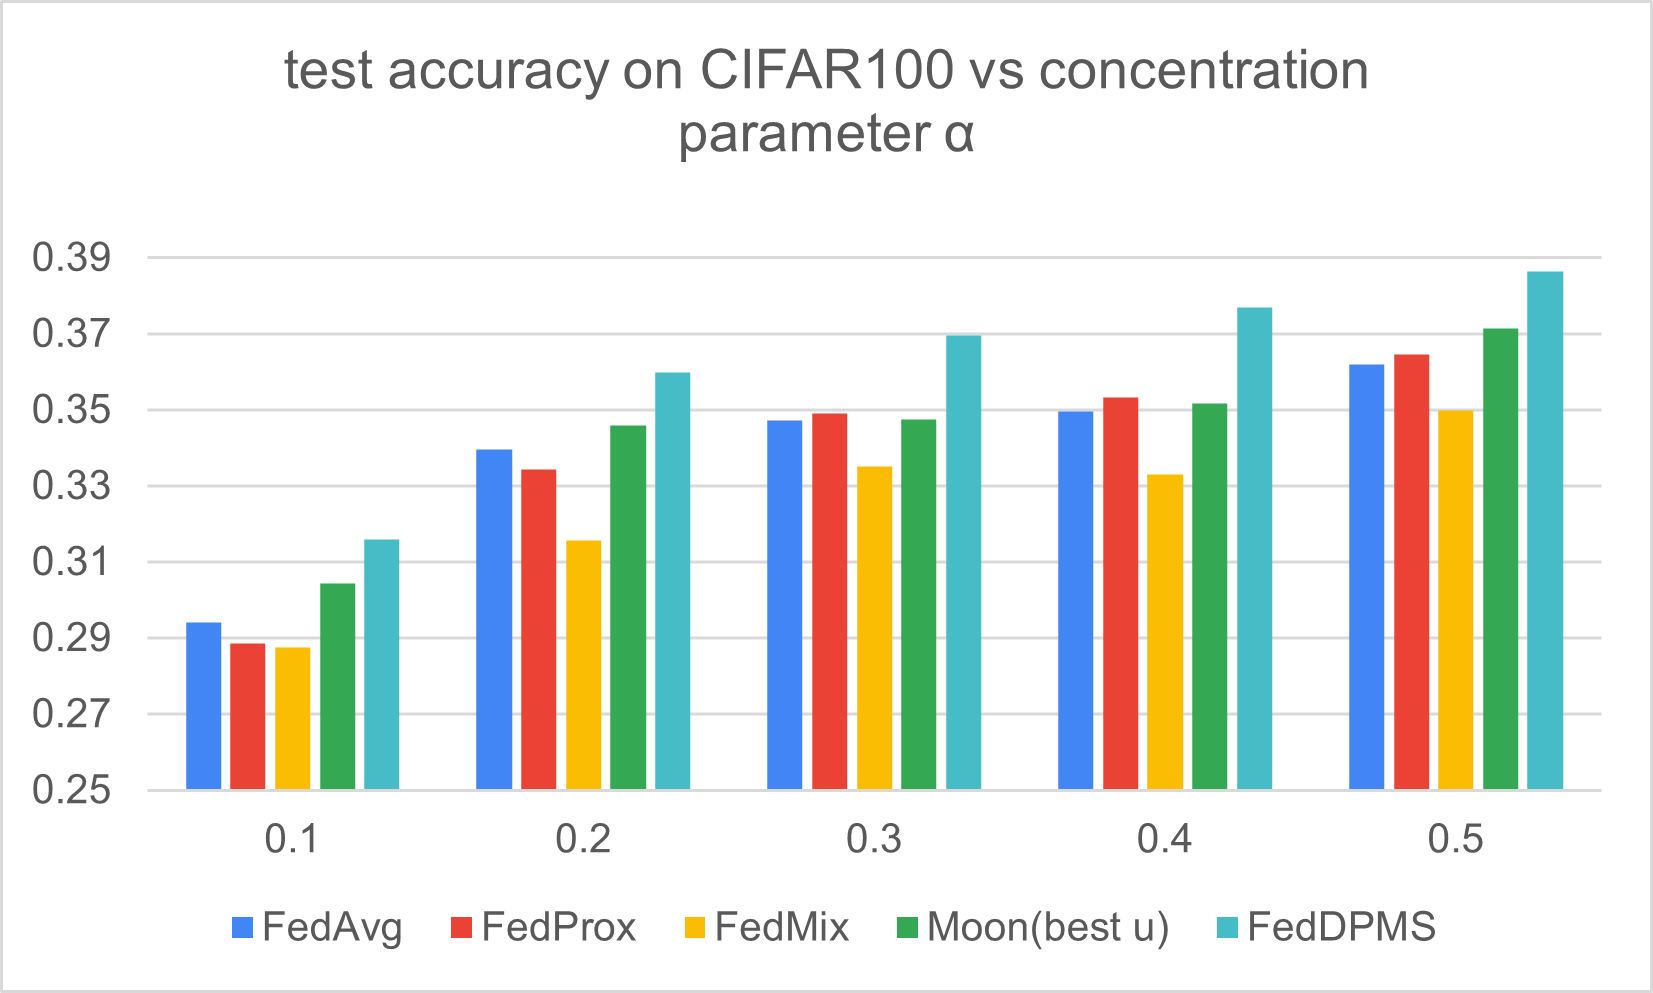 test accuracy on CIFAR100 vs concentration
parameter α
0.39
0.37
0.35
0.33
0.31
0.29
0.27
0.25
0.1 0.2 0.3 0.4 0.5
FedAvg FedProx FedMix Moon(best u) FedDPMS